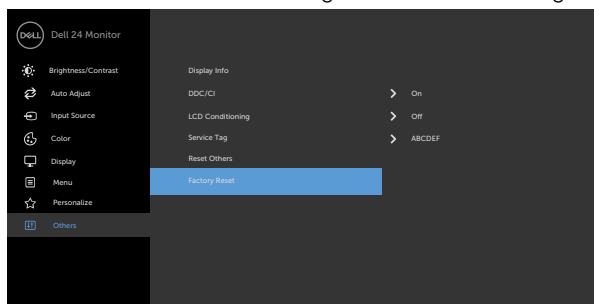 DELL Dell 24 Monitor
Brightness/Contrast Display Info
Auto Adjust DDC/CI On
Input Source LCD Conditioning Off
Color Service Tag ABCDEF
Display Reset Others
Menu Factory Reset
Personalize
Others